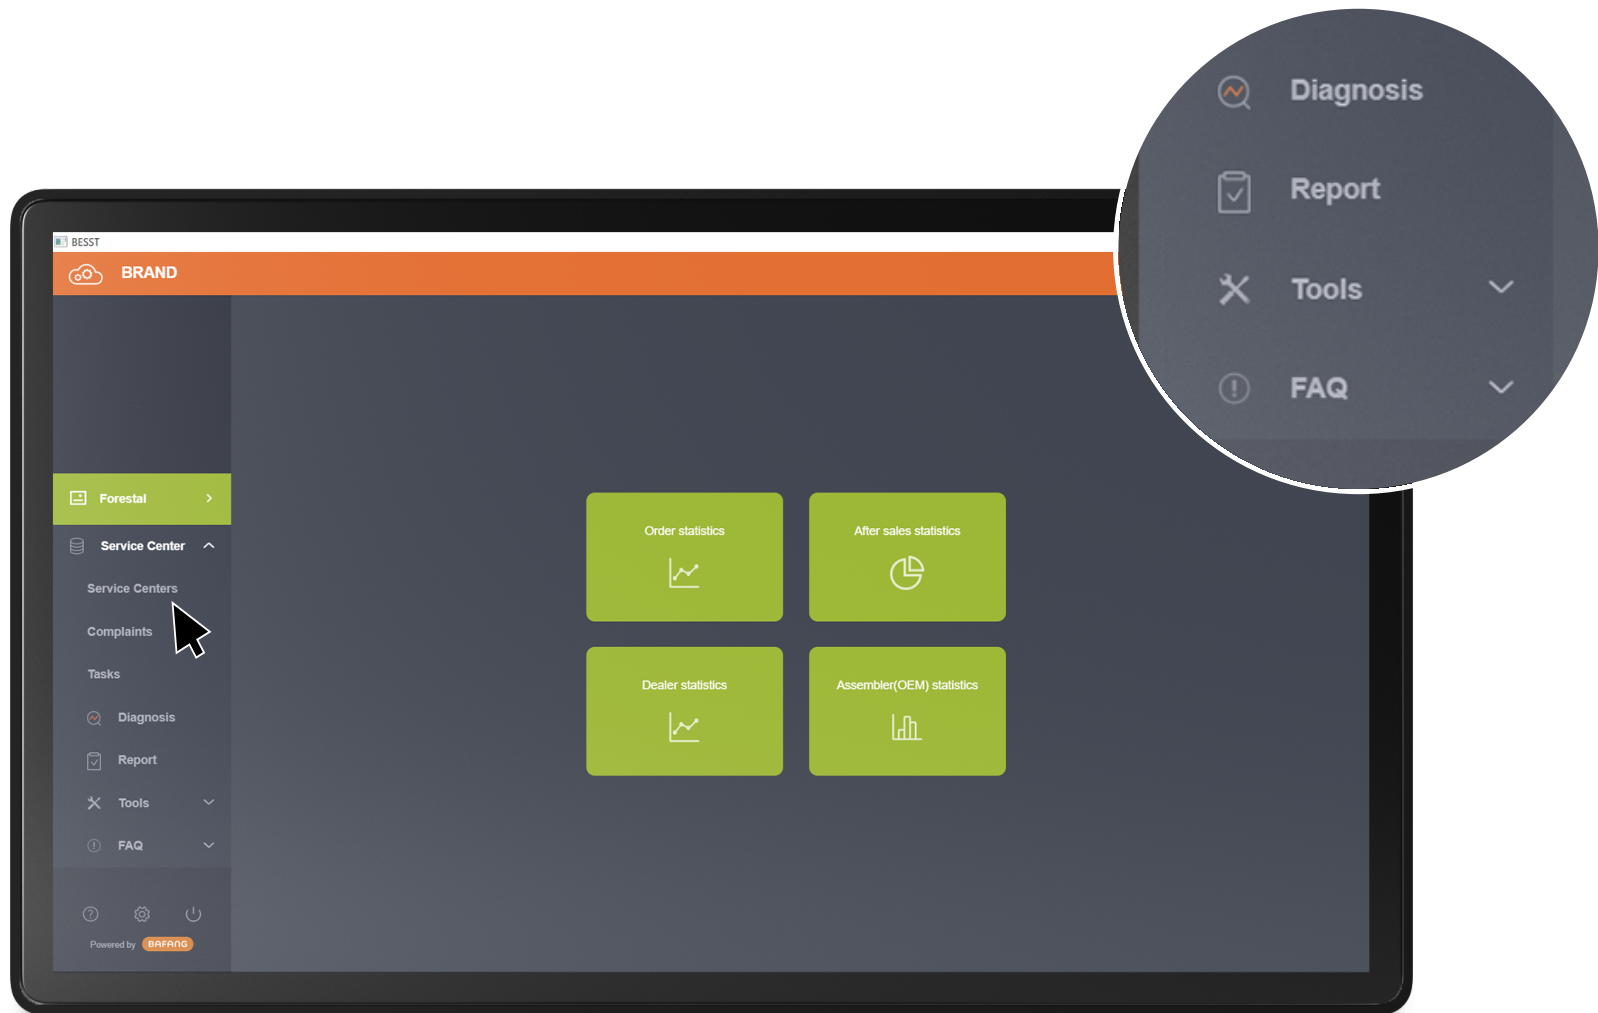 Diagnosis
Report
Tools
FAQ
BESST
BRAND
Forestal
Service Center
Service Centers
Complaints
Tasks
Diagnosis
Report
Tools
FAQ
Powered by BAFANG
Order statistics
After sales statistics
Dealer statistics
Assembler(OEM) statistics